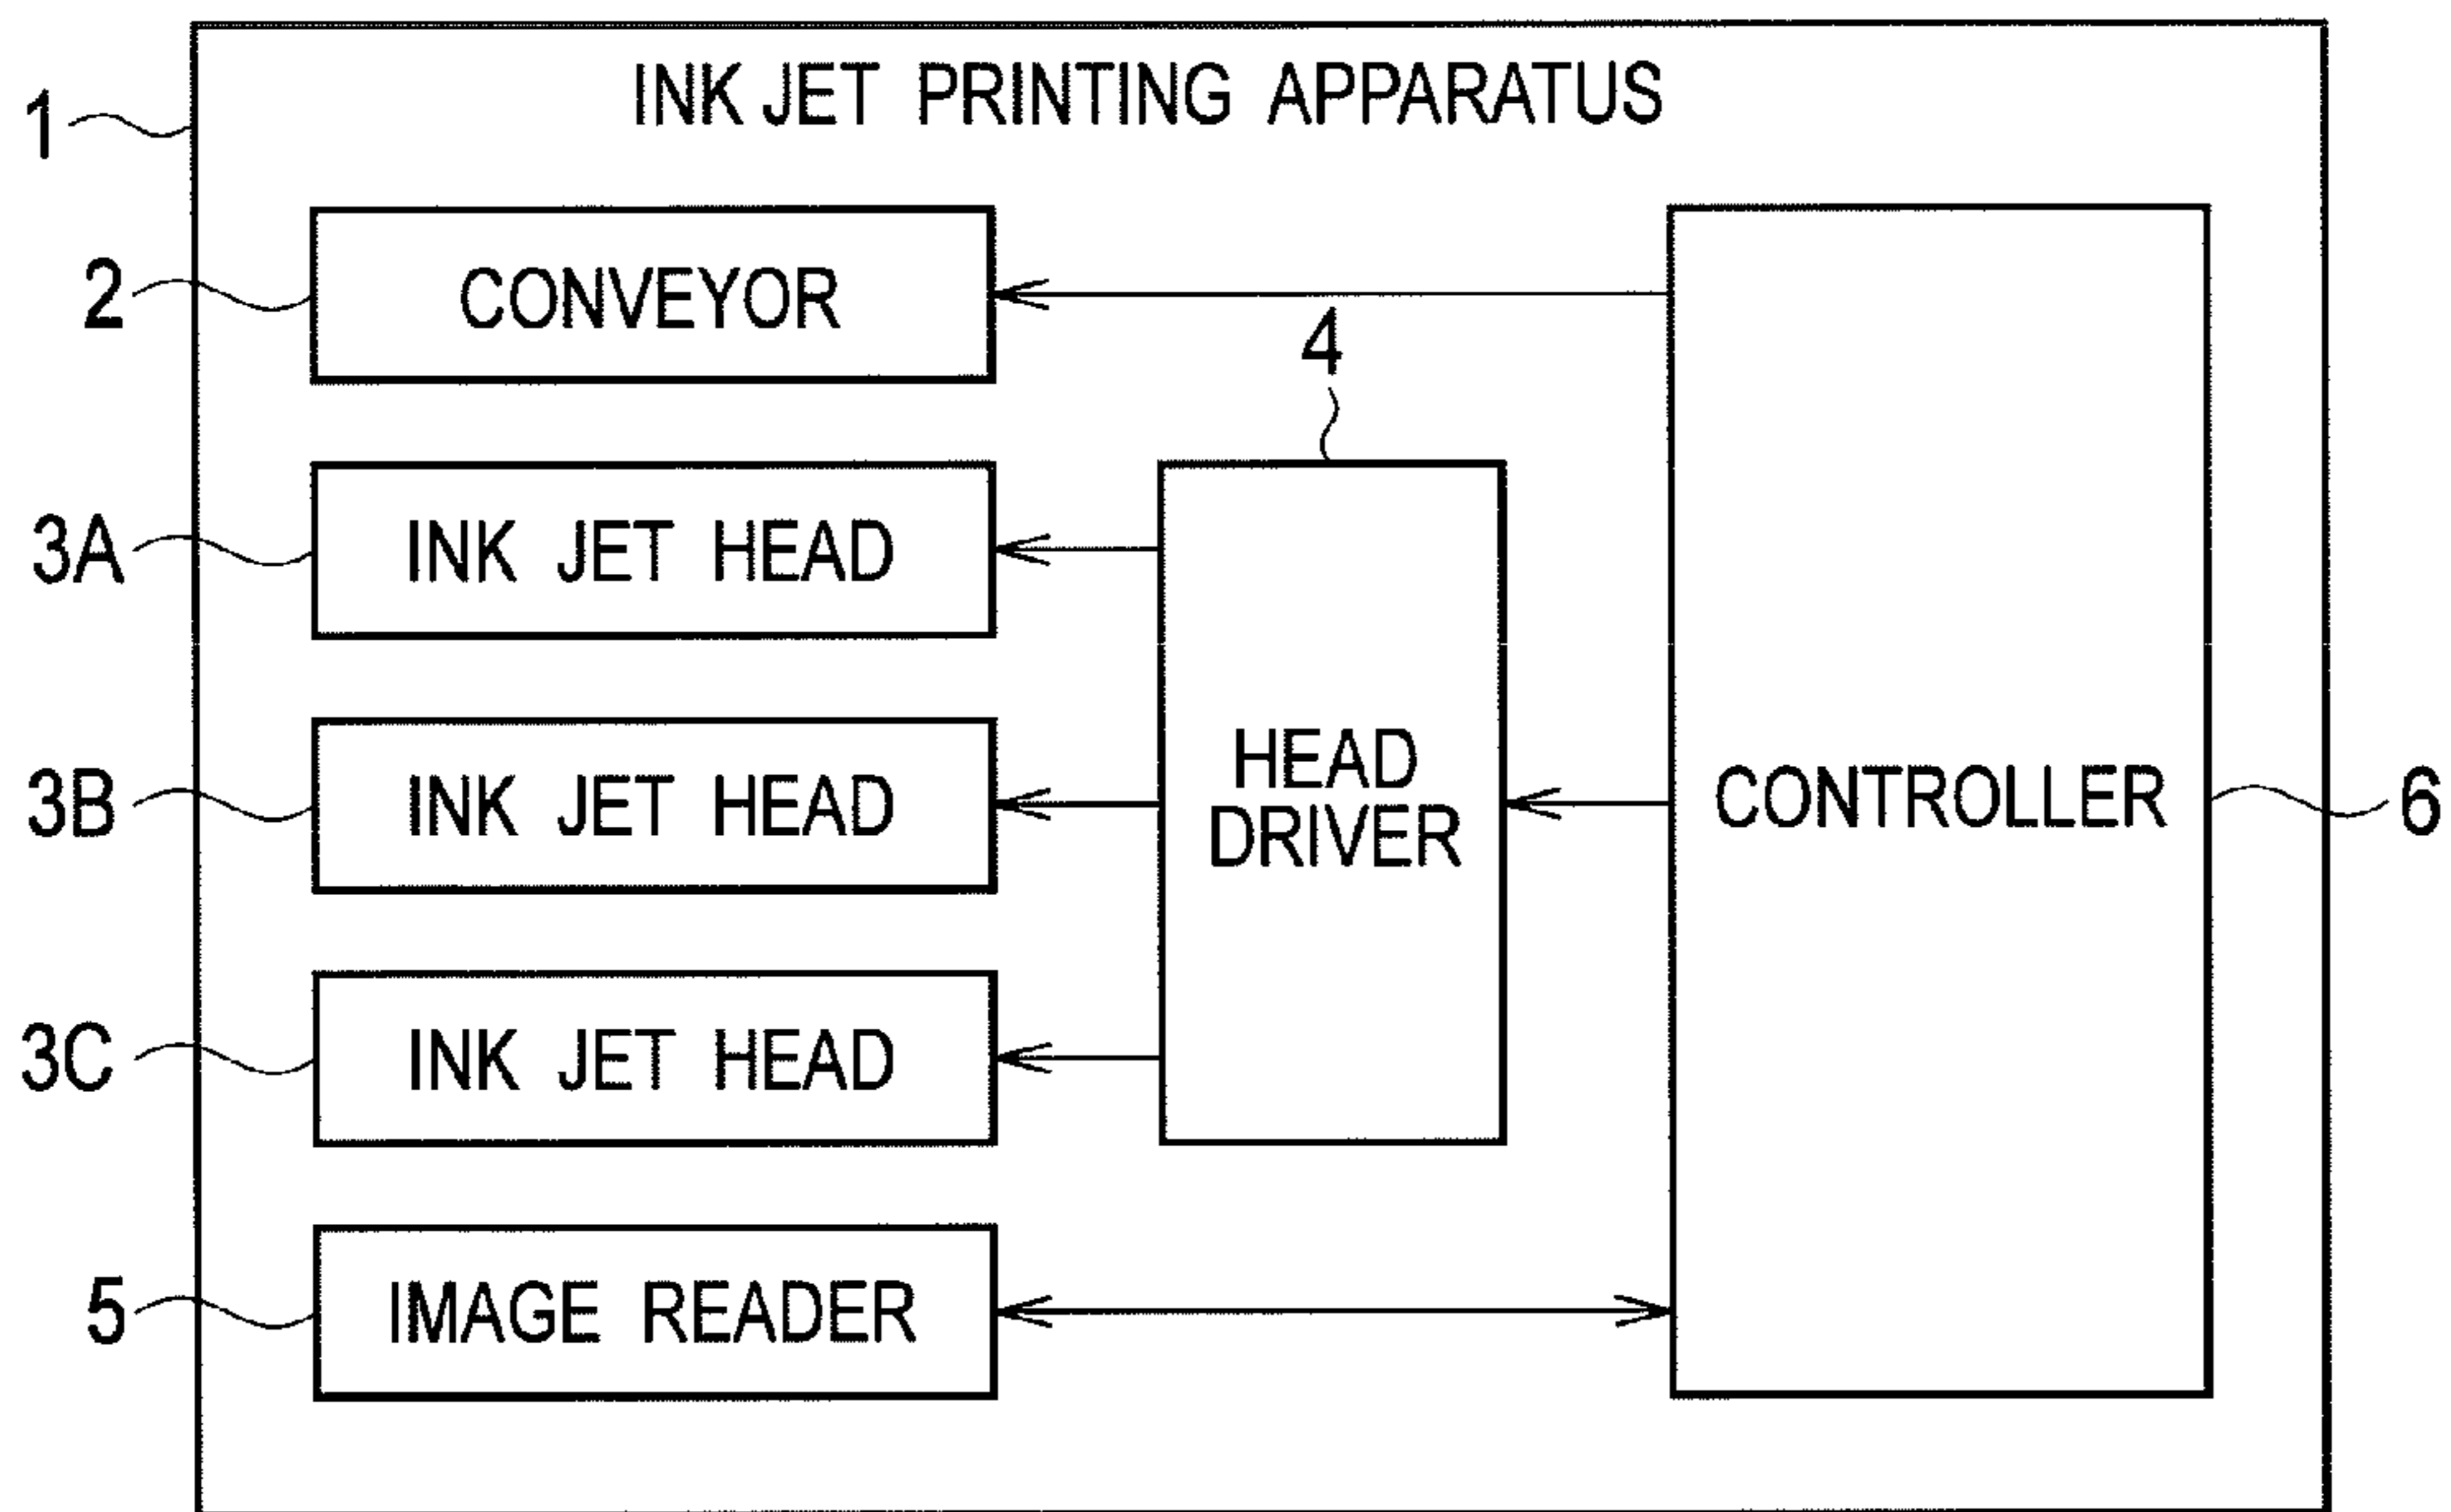 INK JET PRINTING APPARATUS
1
2
CONVEYOR
4
3A
INK JET HEAD
3B
INK JET HEAD
HEAD
DRIVER
CONTROLLER
6
3C
INK JET HEAD
5
IMAGE READER